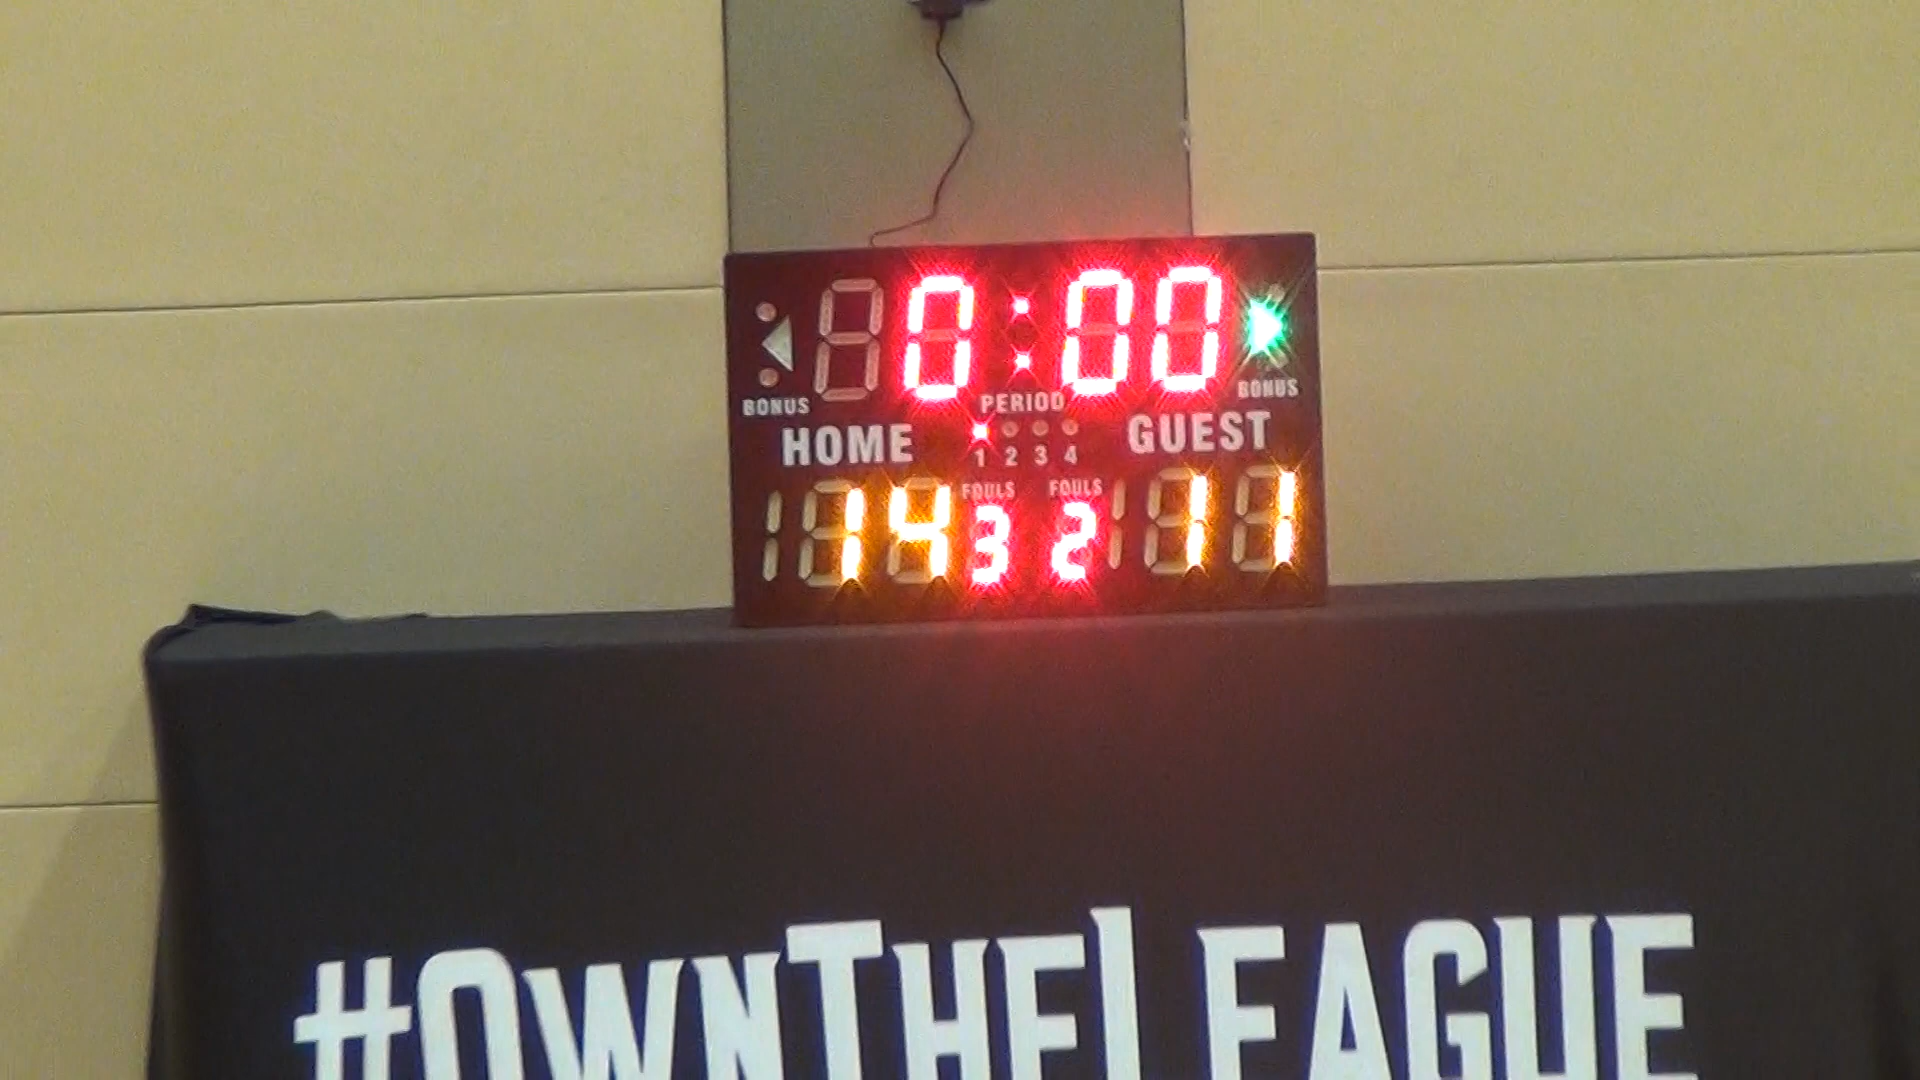 0:00
BONUS PERIOD BONUS
HOME 1 2 3 4 GUEST
FOULS FOULS
14 3 2 11
#OWNTHELEAGUE